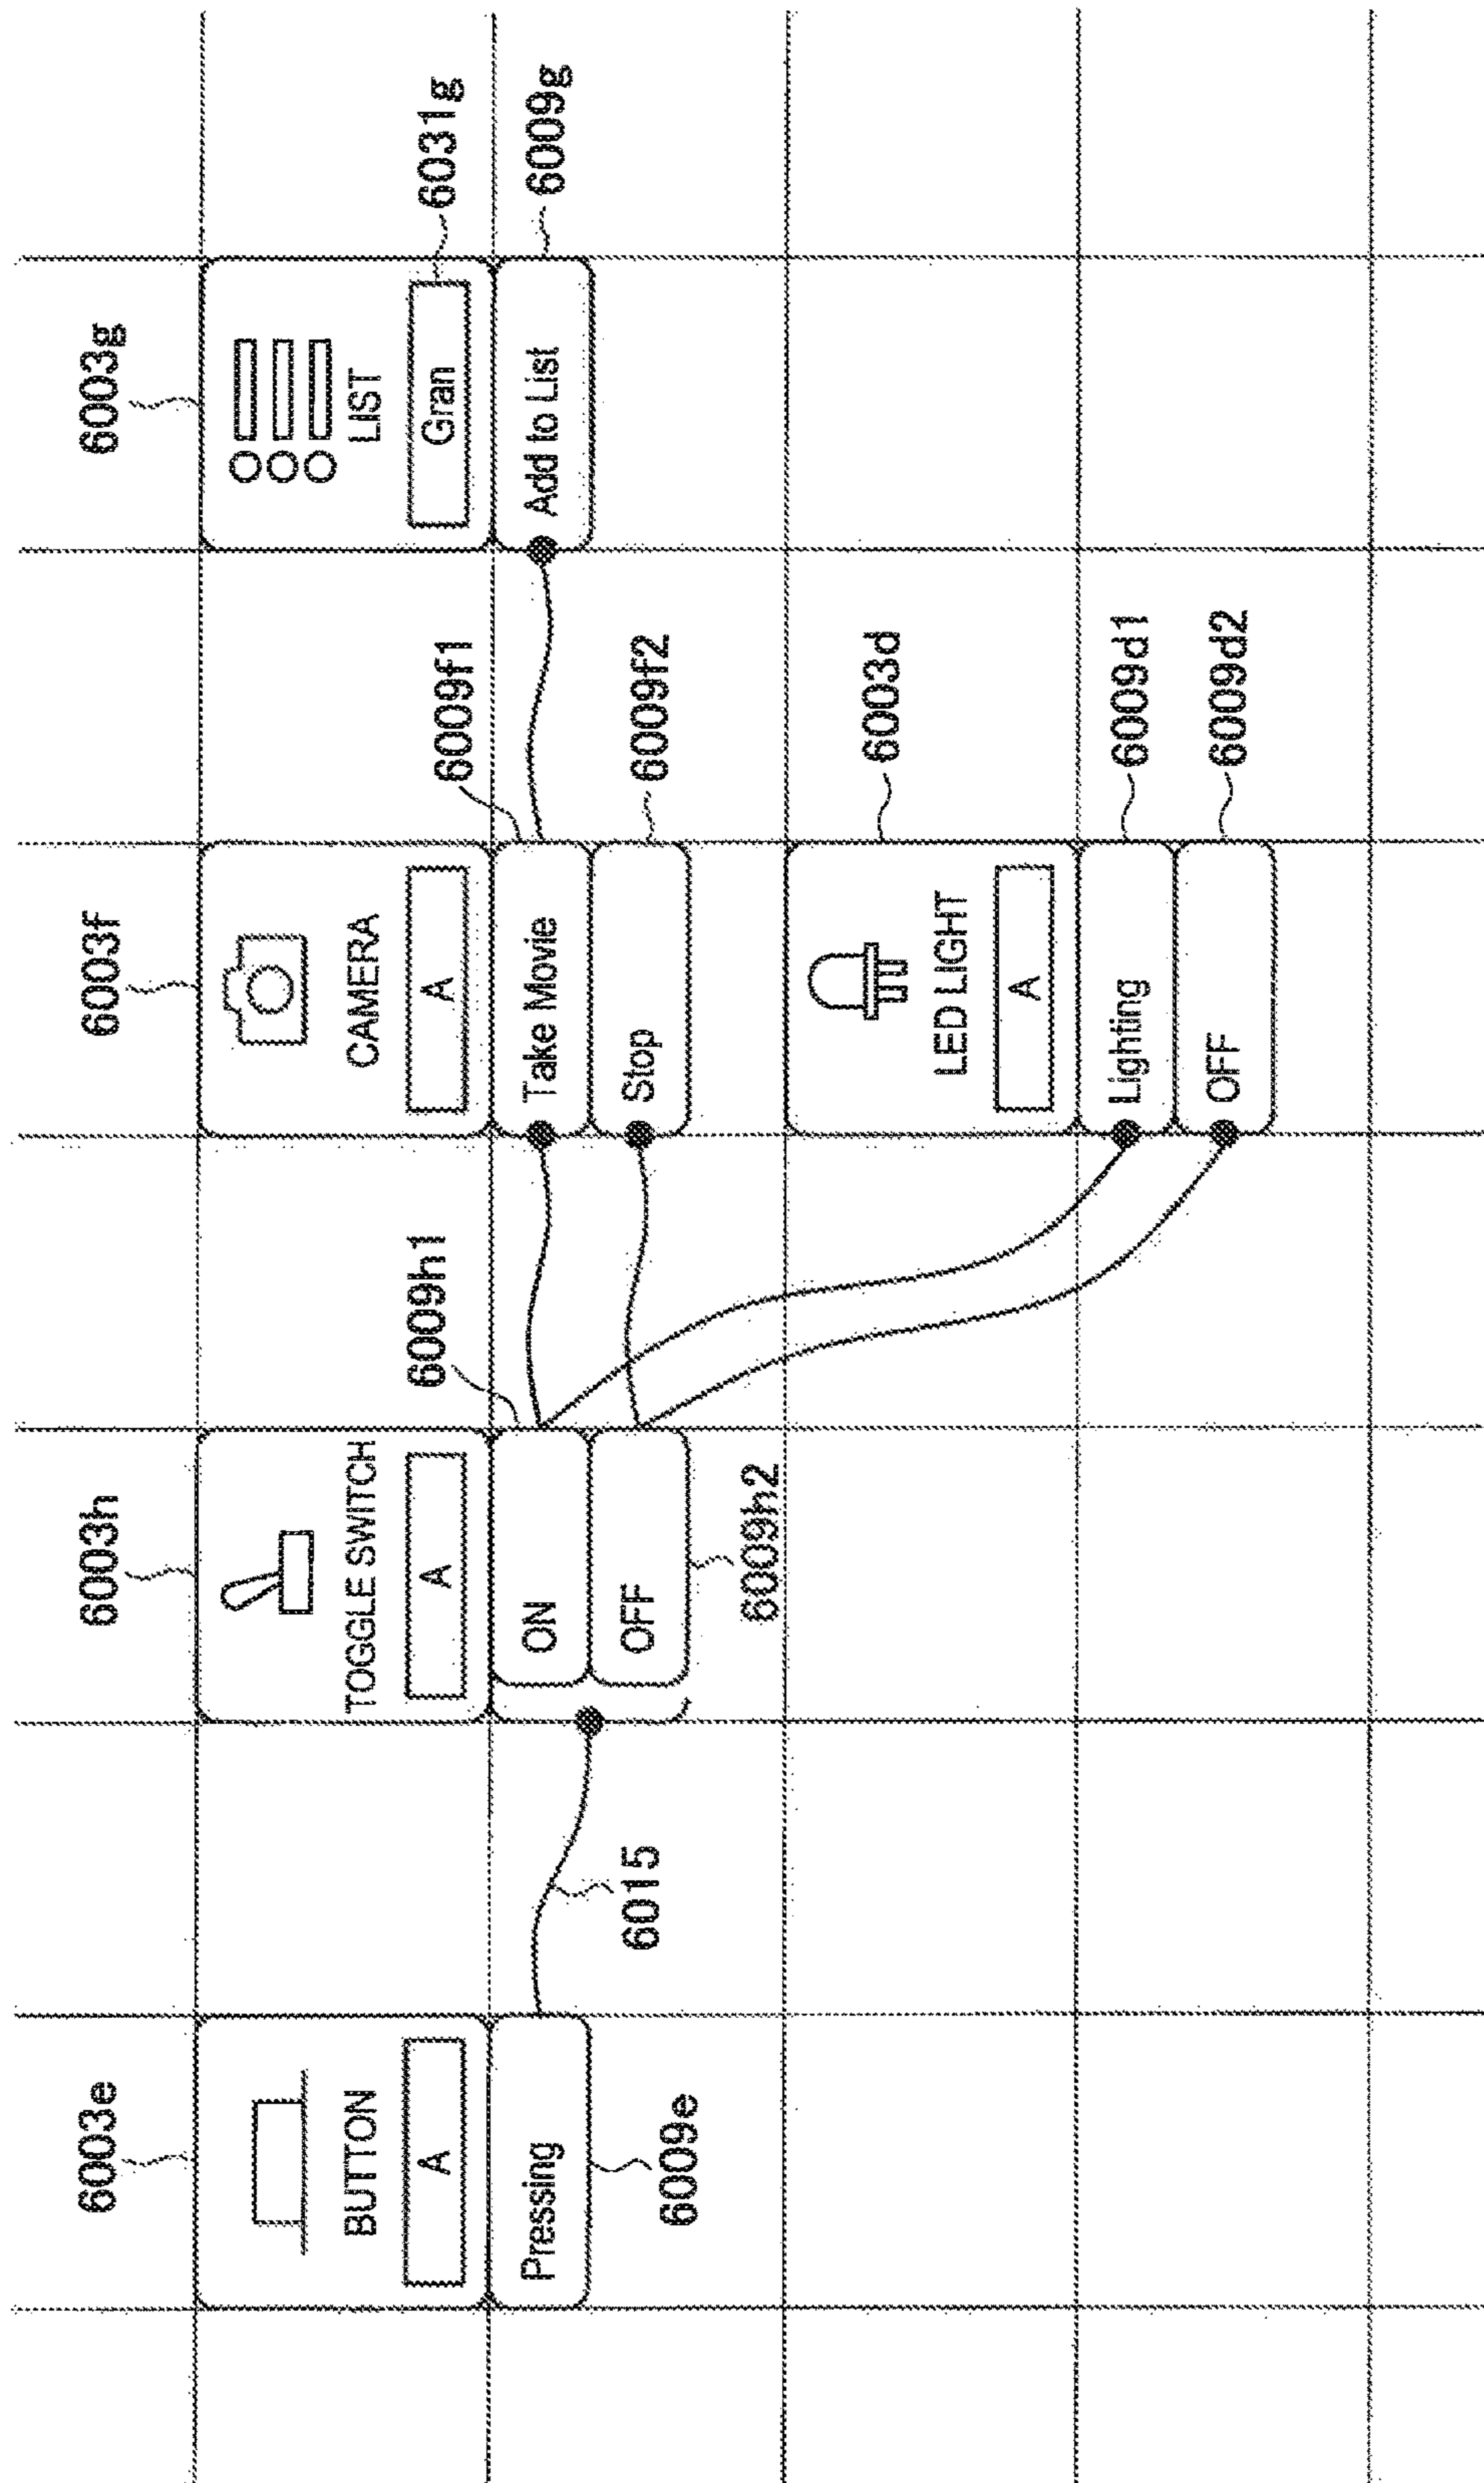 6003e
6003h
6003f
6003g
BUTTON
TOGGLE SWITCH
CAMERA
LIST
A
A
A
Gran
6031g
6009h1
6009f1
Pressing
ON
Take Movie
Add to List
6009g
OFF
Stop
6009f2
6009e
6015
6009h2
6003d
LED LIGHT
A
Lighting
6009d1
OFF
6009d2